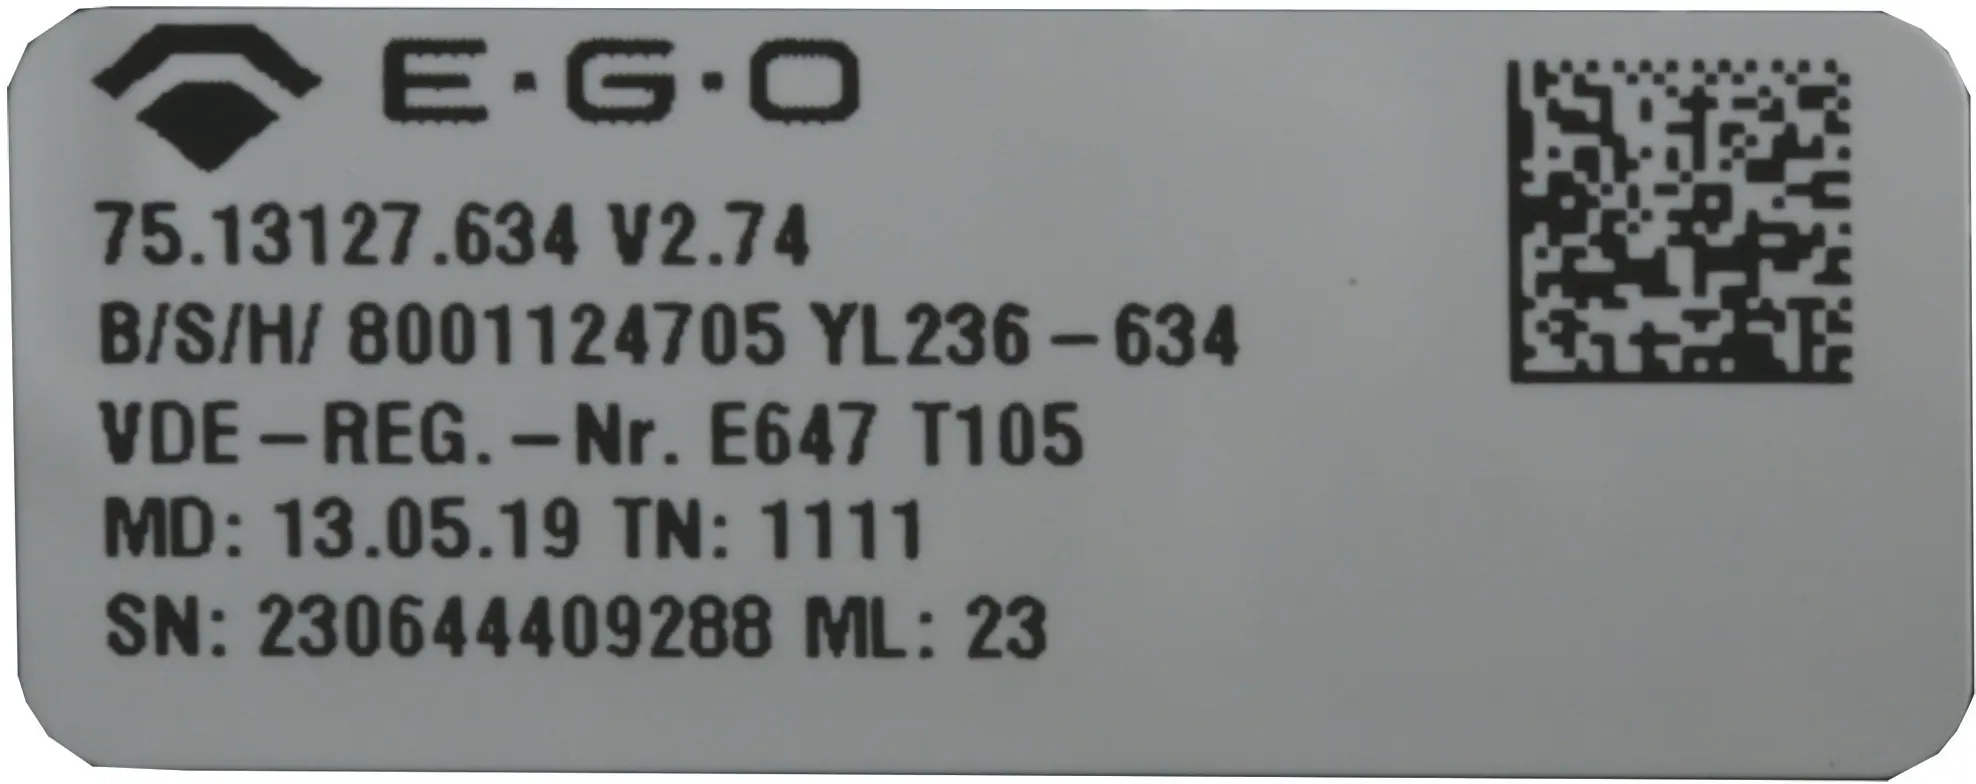 E·G·O
75.13127.634 V2.74
B/S/H/ 8001124705 YL236-634
VDE-REG.-Nr. E647 T105
MD: 13.05.19 TN: 1111
SN: 230644409288 ML: 23